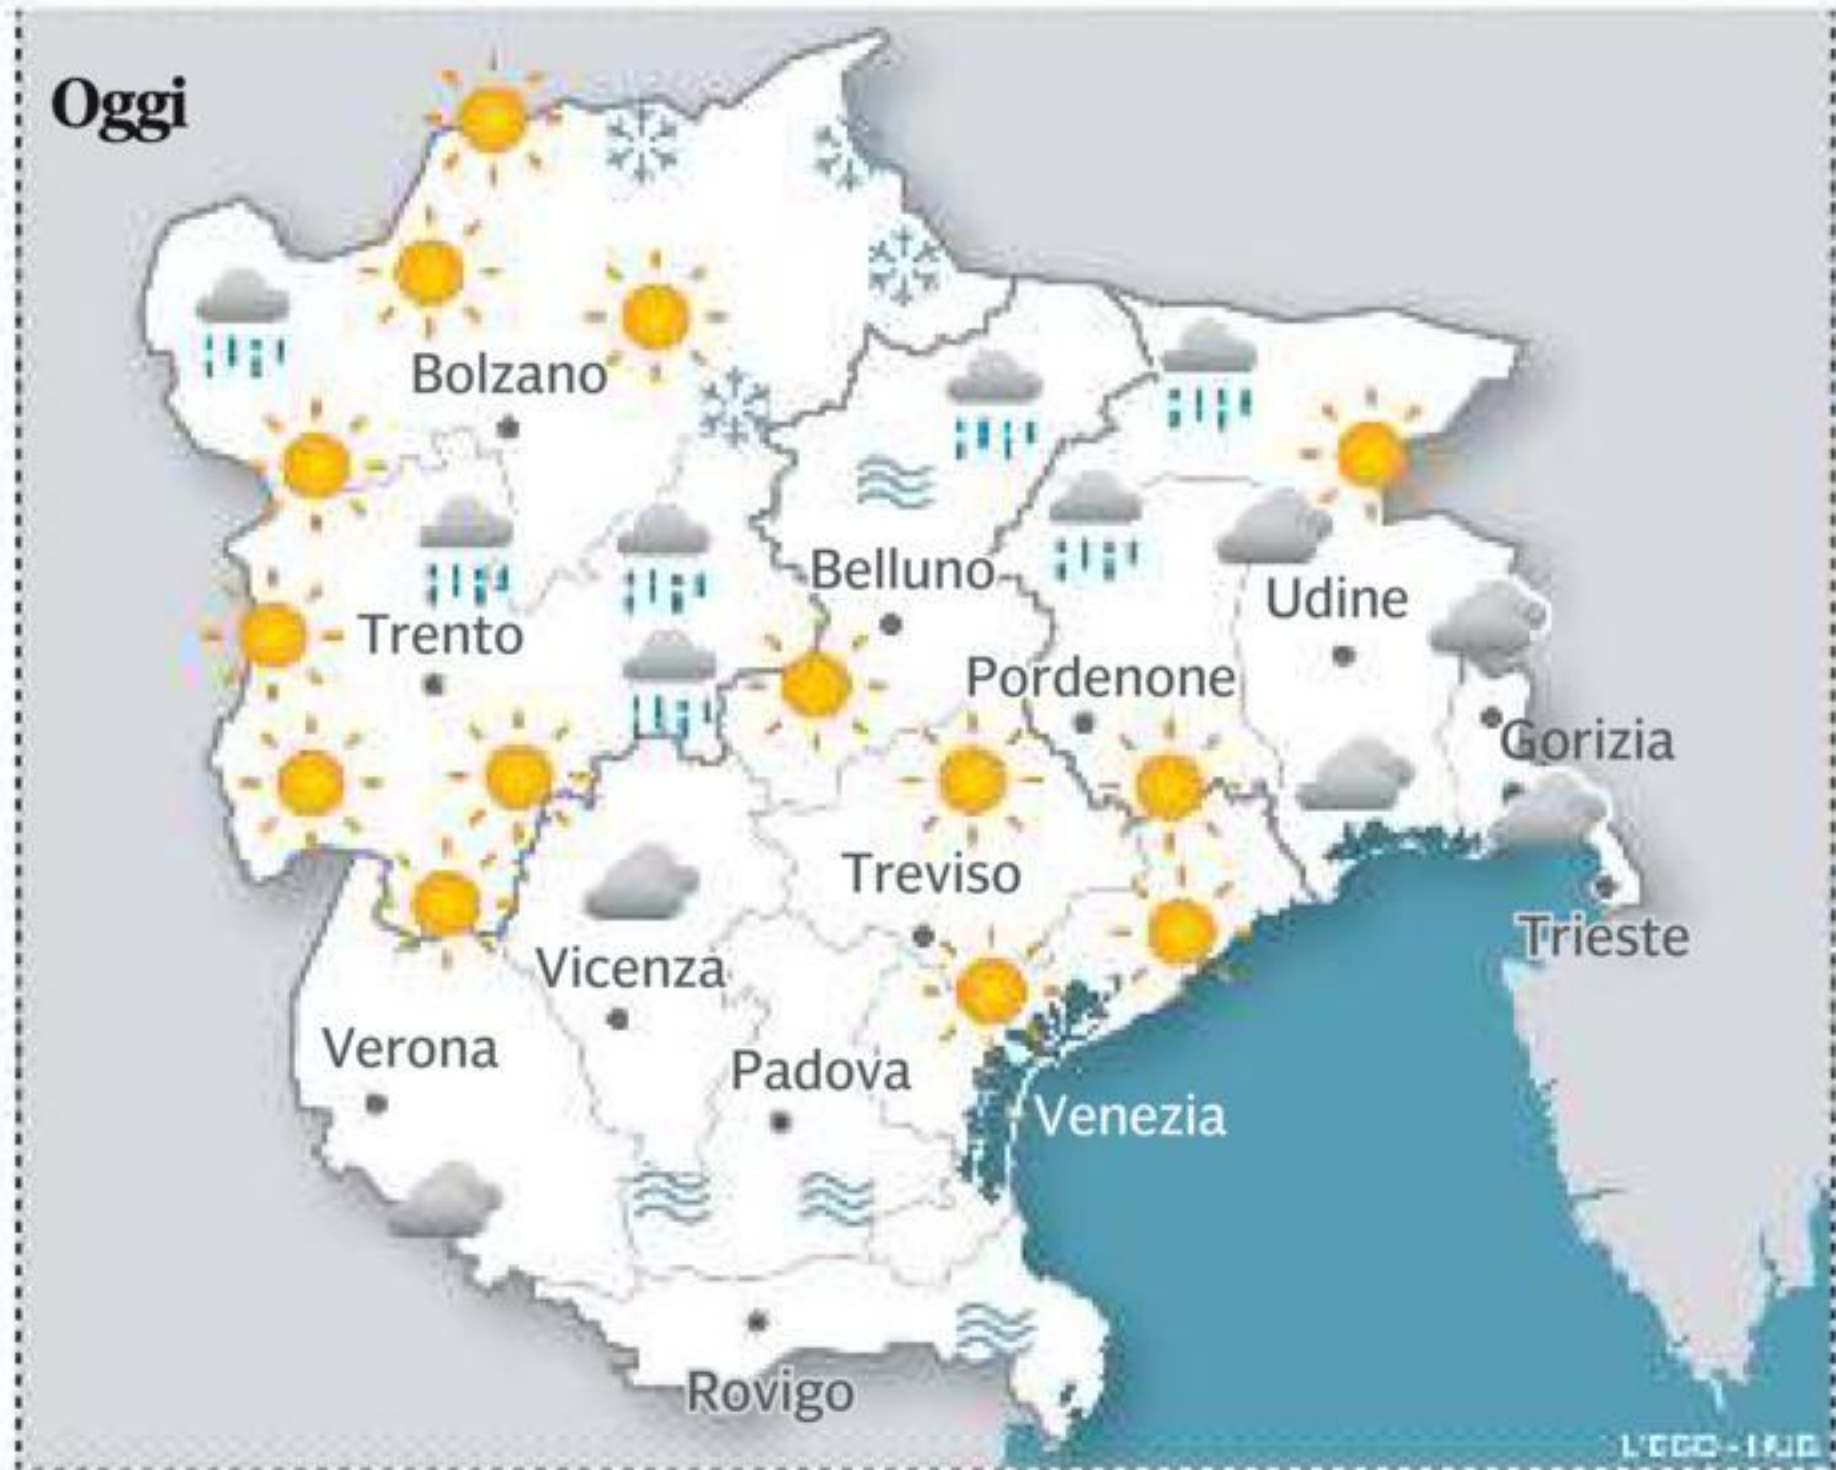 Oggi
Bolzano
Belluno
Udine
Trento
Pordenone
Gorizia
Treviso
Trieste
Vicenza
Verona
Padova
Venezia
Rovigo